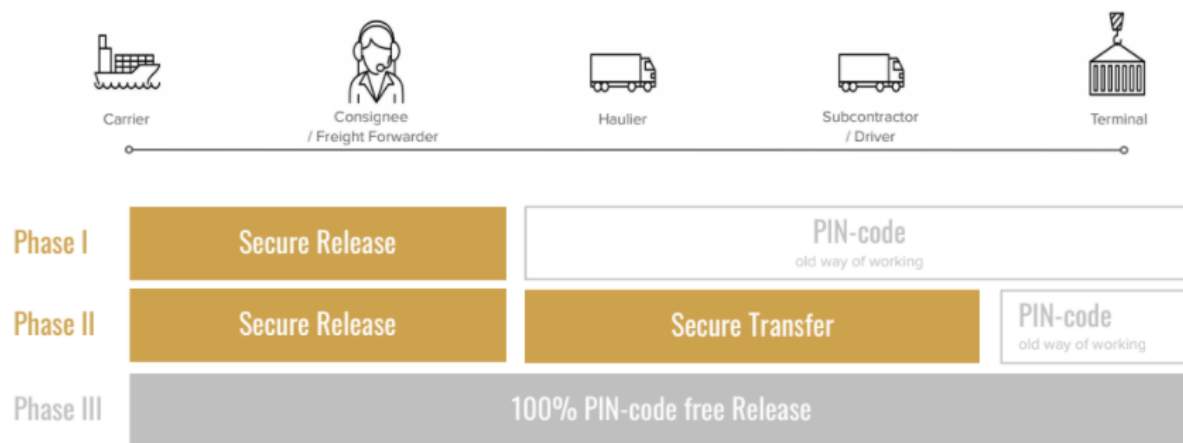 Carrier
Consignee
/ Freight Forwarder
Haulier
Subcontractor
/ Driver
Terminal
Phase I
Secure Release
PIN-code
old way of working
Phase II
Secure Release
Secure Transfer
PIN-code
old way of working
Phase III
100% PIN-code free Release